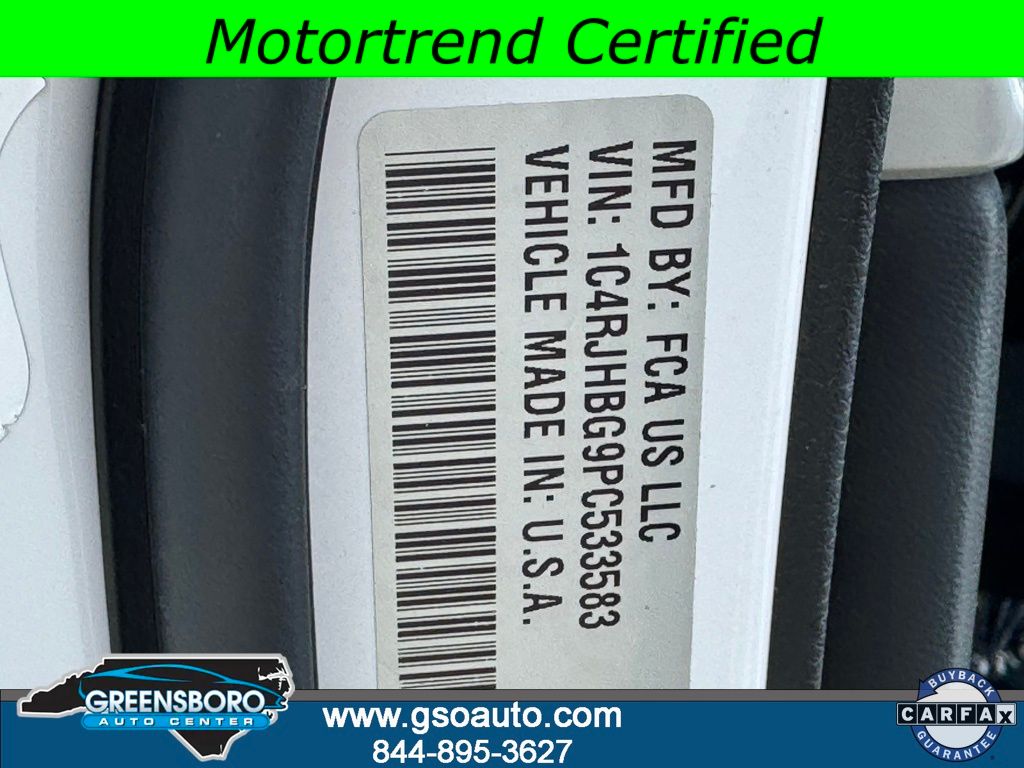 Motortrend Certified
MFD BY: FCA US LLC
VIN: 1C4RJHBG9PC533583
VEHICLE MADE IN: U.S.A.
GREENSBORO
AUTO CENTER
www.gsoauto.com
844-895-3627
BUYBACK
CARFAX
GUARANTEE